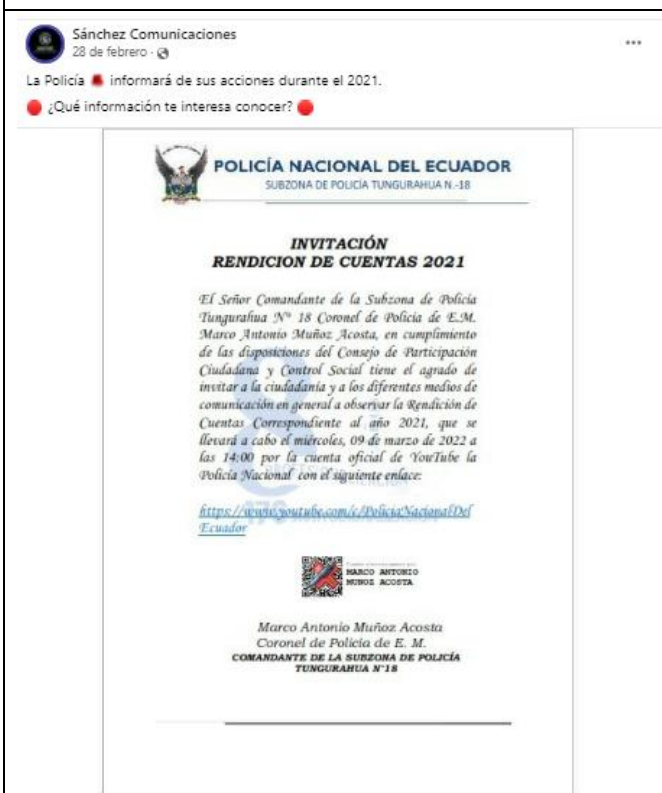 Sánchez Comunicaciones
28 de febrero ·
La Policía informará de sus acciones durante el 2021.
¿Qué información te interesa conocer?
POLICÍA NACIONAL DEL ECUADOR
SUBZONA DE POLICÍA TUNGURAHUA N.-18
INVITACIÓN
RENDICION DE CUENTAS 2021
El Señor Comandante de la Subzona de Policía
Tungurahua N° 18 Coronel de Policía de E.M.
Marco Antonio Muñoz Acosta, en cumplimiento
de las disposiciones del Consejo de Participación
Ciudadana y Control Social tiene el agrado de
invitar a la ciudadanía y a los diferentes medios de
comunicación en general a observar la Rendición de
Cuentas Correspondiente al año 2021, que se
llevará a cabo el miércoles, 09 de marzo de 2022 a
las 14:00 por la cuenta oficial de YouTube la
Policía Nacional con el siguiente enlace:
https://www.youtube.com/c/PoliciaNacionalDel
Ecuador
MARCO ANTONIO
MUNOZ ACOSTA
Marco Antonio Muñoz Acosta
Coronel de Policía de E. M.
COMANDANTE DE LA SUBZONA DE POLICÍA
TUNGURAHUA N°18